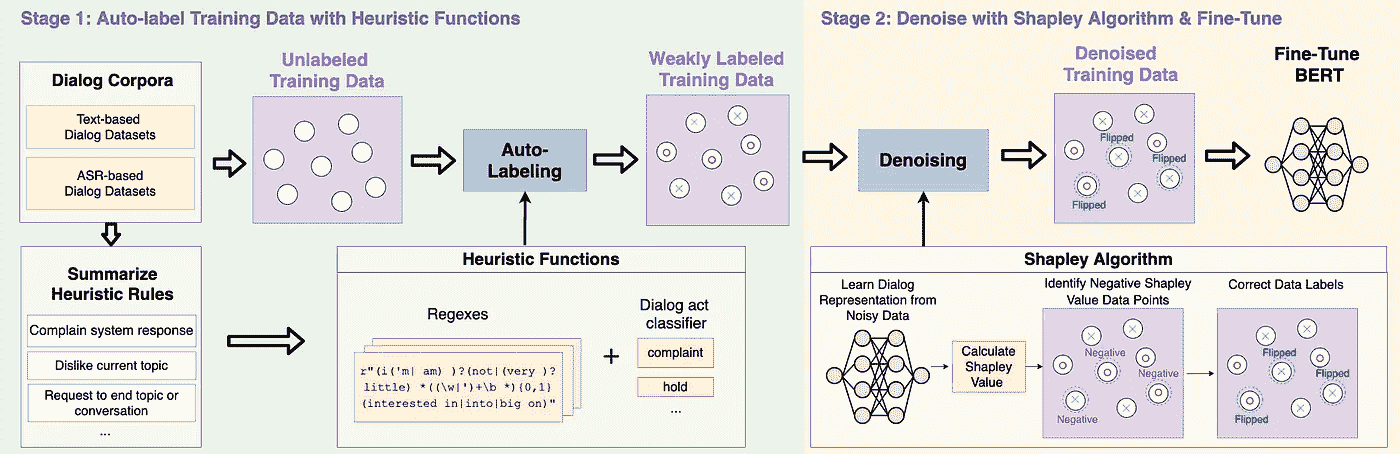 Stage 1: Auto-label Training Data with Heuristic Functions
Dialog Corpora
Text-based
Dialog Datasets
ASR-based
Dialog Datasets
Unlabeled
Training Data
Auto-
Labeling
Weakly Labeled
Training Data
Summarize
Heuristic Rules
Complain system response
Dislike current topic
Request to end topic or
conversation
...
Heuristic Functions
Regexes
r"(i('m| am) )?(not|(very )?
little) *((\w|')+\b *){0,1}
(interested in|into|big on)"
+
Dialog act
classifier
complaint
hold
...
Stage 2: Denoise with Shapley Algorithm & Fine-Tune
Denoising
Denoised
Training Data
Flipped
Flipped
Flipped
Fine-Tune
BERT
Shapley Algorithm
Learn Dialog
Representation from
Noisy Data
Calculate
Shapley
Value
Identify Negative Shapley
Value Data Points
Negative
Negative
Negative
Correct Data Labels
Flipped
Flipped
Flipped